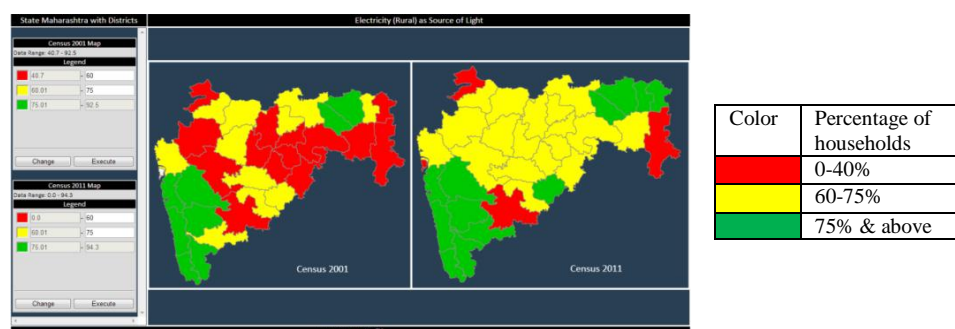 State Maharashtra with Districts
Electricity (Rural) as Source of Light
Census 2001 Map
Data Range: 40.7 - 92.5
Legend
40.7 - 60
60.01 - 75
75.01 - 92.5
Change Execute
Census 2011 Map
Data Range: 0.0 - 94.3
Legend
0.0 - 60
60.01 - 75
75.01 - 94.3
Change Execute
Census 2001
Census 2011
Color Percentage of
households
0-40%
60-75%
75% & above